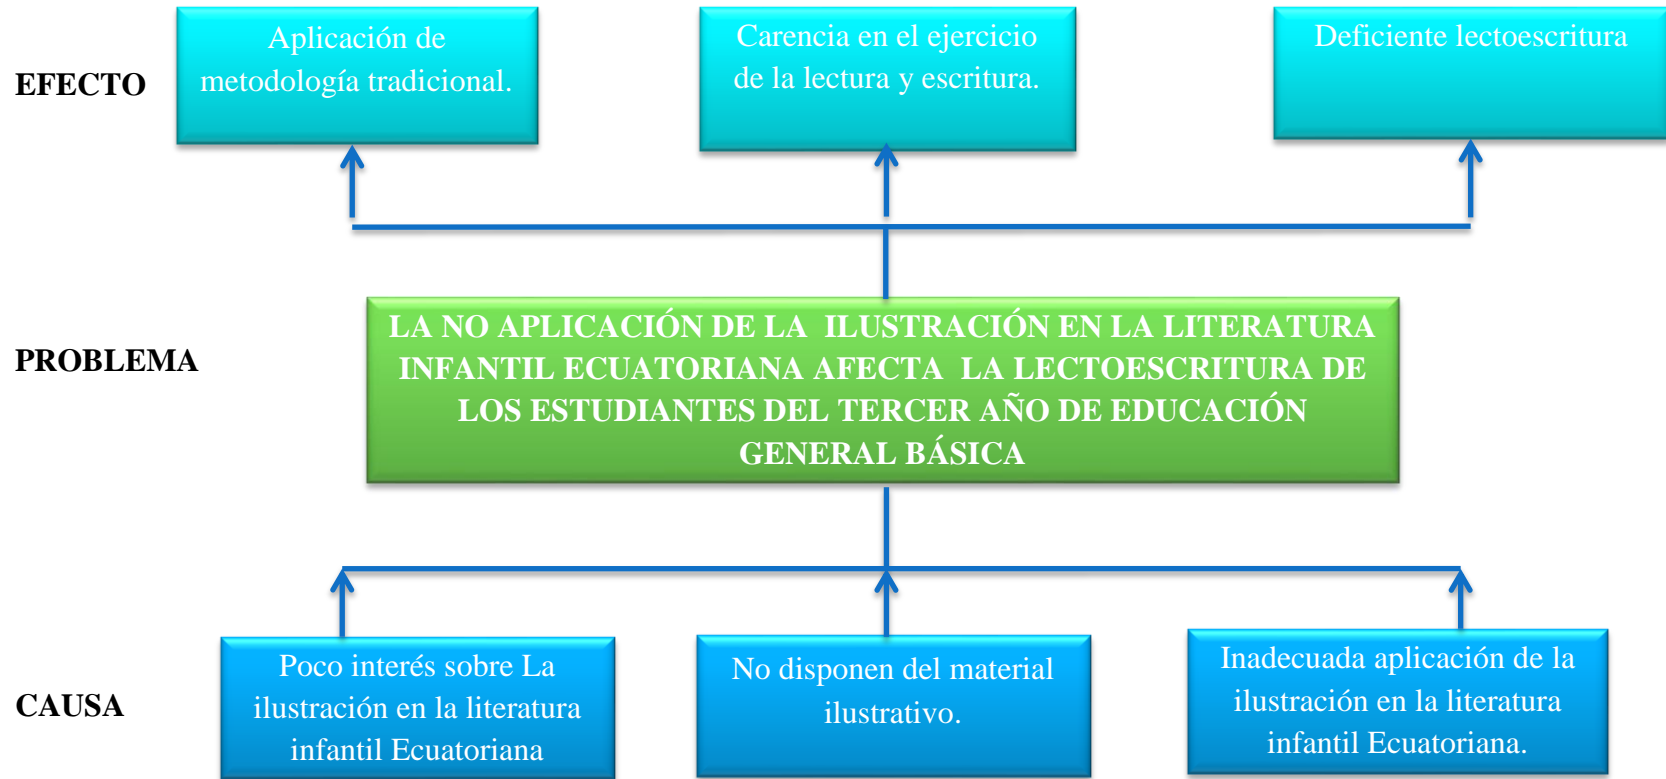 EFECTO
Aplicación de
metodología tradicional.
Carencia en el ejercicio
de la lectura y escritura.
Deficiente lectoescritura
PROBLEMA
LA NO APLICACIÓN DE LA ILUSTRACIÓN EN LA LITERATURA
INFANTIL ECUATORIANA AFECTA LA LECTOESCRITURA DE
LOS ESTUDIANTES DEL TERCER AÑO DE EDUCACIÓN
GENERAL BÁSICA
CAUSA
Poco interés sobre La
ilustración en la literatura
infantil Ecuatoriana
No disponen del material
ilustrativo.
Inadecuada aplicación de la
ilustración en la literatura
infantil Ecuatoriana.